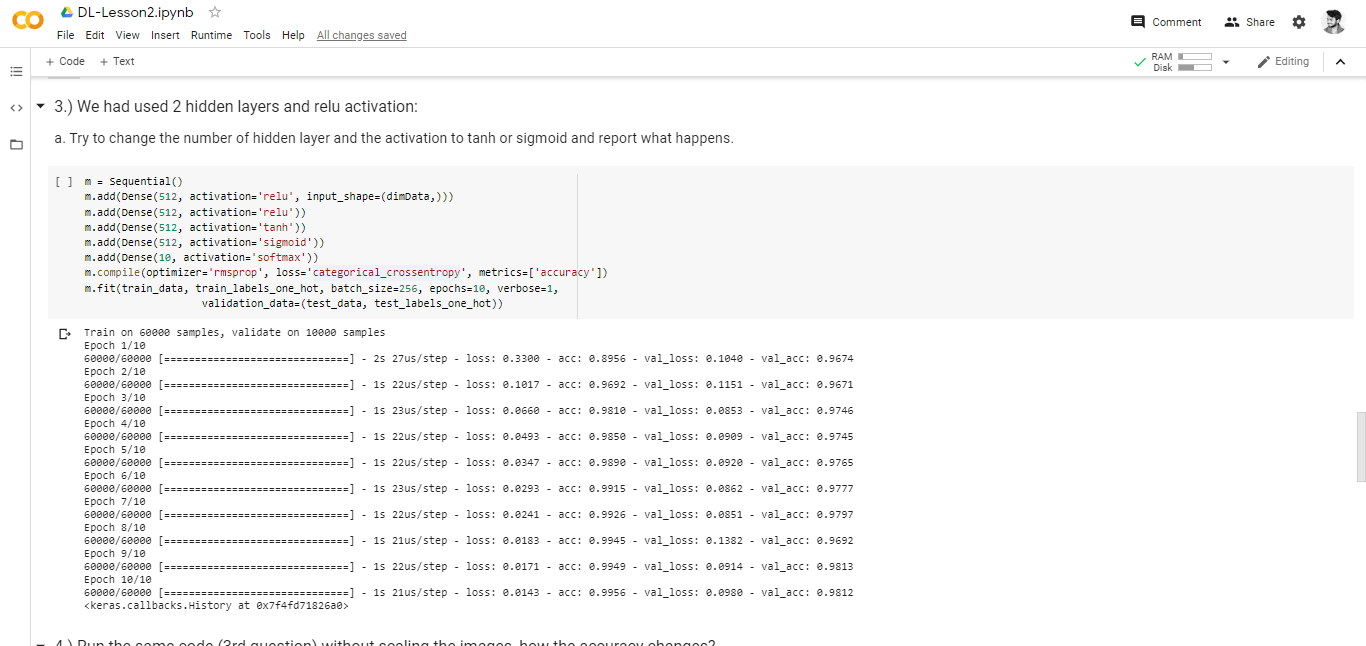 DL-Lesson2.ipynb
File Edit View Insert Runtime Tools Help All changes saved
Comment
Share
+ Code + Text
RAM
Disk
Editing
3.) We had used 2 hidden layers and relu activation:
a. Try to change the number of hidden layer and the activation to tanh or sigmoid and report what happens.
[ ] m = Sequential()
m.add(Dense(512, activation='relu', input_shape=(dimData,)))
m.add(Dense(512, activation='relu'))
m.add(Dense(512, activation='tanh'))
m.add(Dense(512, activation='sigmoid'))
m.add(Dense(10, activation='softmax'))
m.compile(optimizer='rmsprop', loss='categorical_crossentropy', metrics=['accuracy'])
m.fit(train_data, train_labels_one_hot, batch_size=256, epochs=10, verbose=1,
validation_data=(test_data, test_labels_one_hot))
Train on 60000 samples, validate on 10000 samples
Epoch 1/10
60000/60000 [==============================] - 2s 27us/step - loss: 0.3300 - acc: 0.8956 - val_loss: 0.1040 - val_acc: 0.9674
Epoch 2/10
60000/60000 [==============================] - 1s 22us/step - loss: 0.1017 - acc: 0.9692 - val_loss: 0.1151 - val_acc: 0.9671
Epoch 3/10
60000/60000 [==============================] - 1s 23us/step - loss: 0.0660 - acc: 0.9810 - val_loss: 0.0853 - val_acc: 0.9746
Epoch 4/10
60000/60000 [==============================] - 1s 22us/step - loss: 0.0493 - acc: 0.9850 - val_loss: 0.0909 - val_acc: 0.9745
Epoch 5/10
60000/60000 [==============================] - 1s 22us/step - loss: 0.0347 - acc: 0.9890 - val_loss: 0.0920 - val_acc: 0.9765
Epoch 6/10
60000/60000 [==============================] - 1s 23us/step - loss: 0.0293 - acc: 0.9915 - val_loss: 0.0862 - val_acc: 0.9777
Epoch 7/10
60000/60000 [==============================] - 1s 22us/step - loss: 0.0241 - acc: 0.9926 - val_loss: 0.0851 - val_acc: 0.9797
Epoch 8/10
60000/60000 [==============================] - 1s 21us/step - loss: 0.0183 - acc: 0.9945 - val_loss: 0.1382 - val_acc: 0.9692
Epoch 9/10
60000/60000 [==============================] - 1s 22us/step - loss: 0.0171 - acc: 0.9949 - val_loss: 0.0914 - val_acc: 0.9813
Epoch 10/10
60000/60000 [==============================] - 1s 21us/step - loss: 0.0143 - acc: 0.9956 - val_loss: 0.0980 - val_acc: 0.9812
<keras.callbacks.History at 0x7f4fd71826a0>
4.) Run the same code (3rd question) without scaling the images, how the accuracy changes?